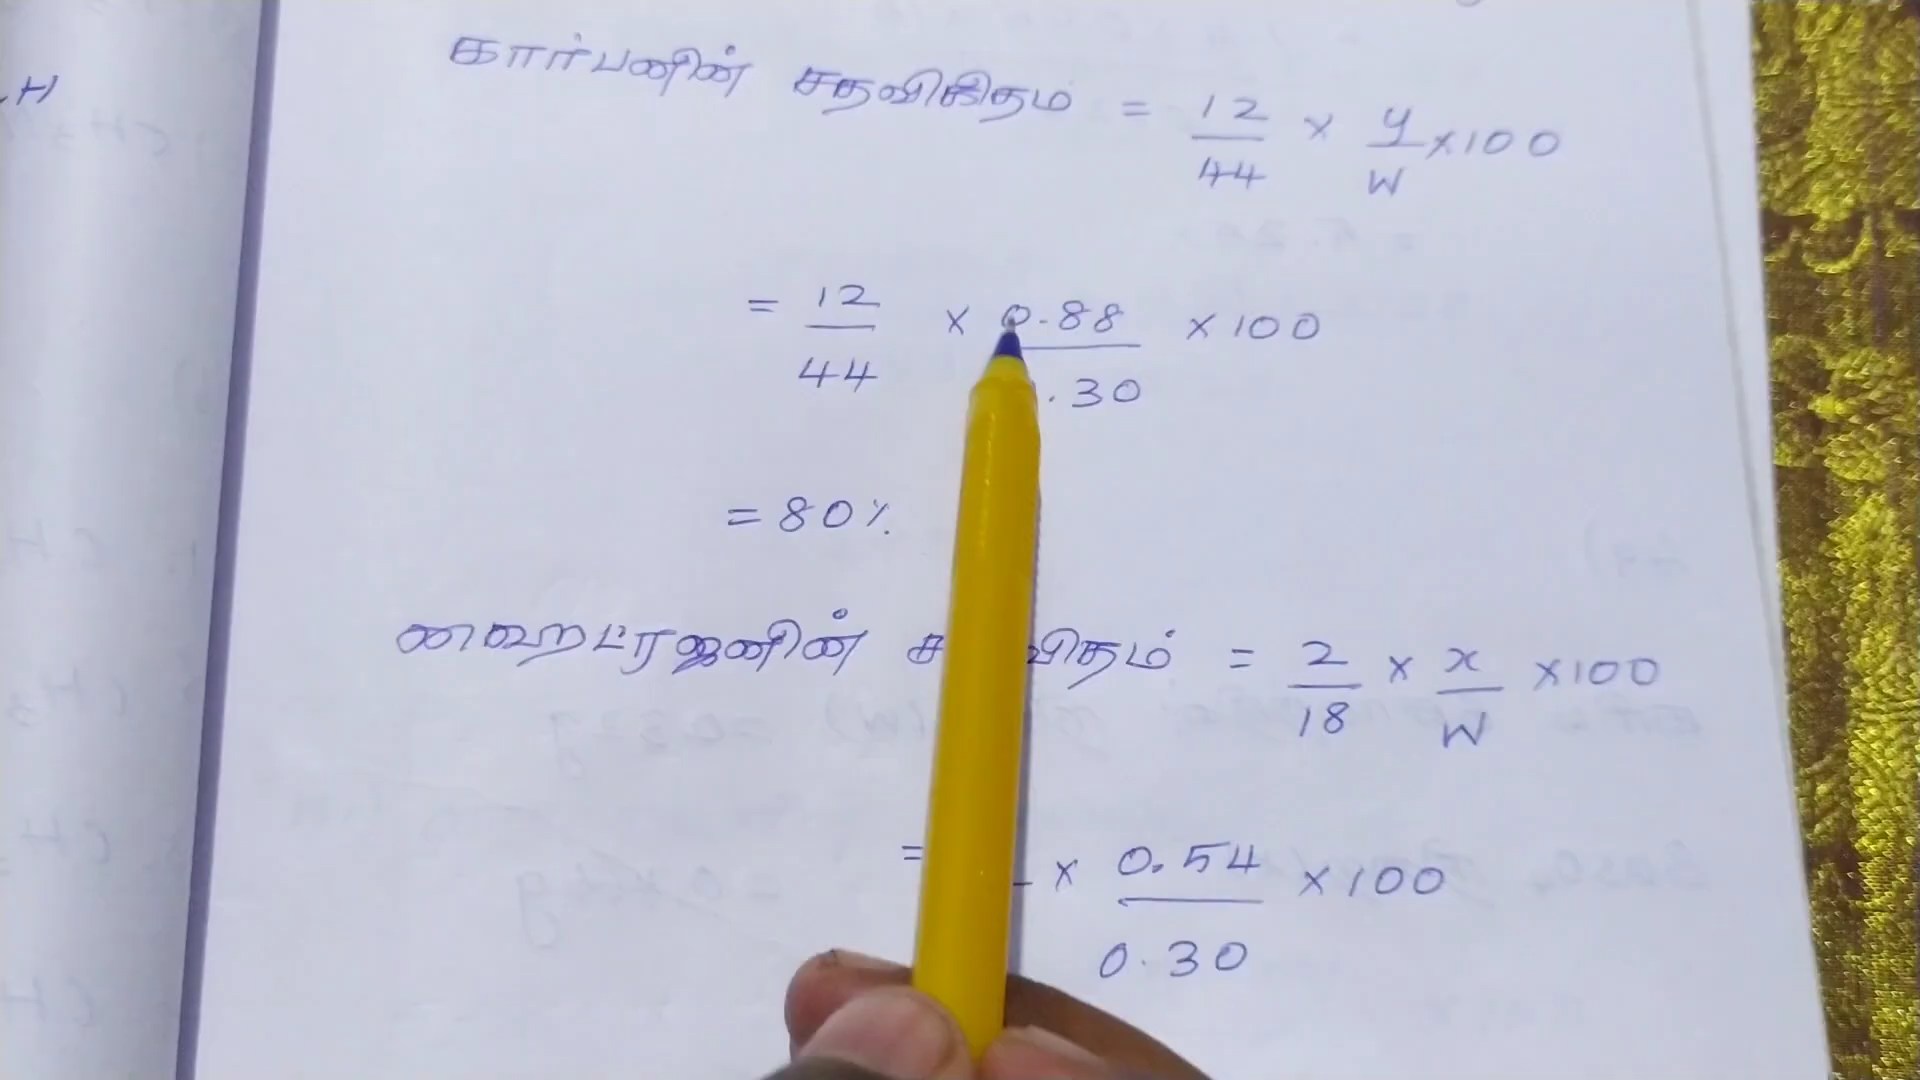 H
கார்பனின் சதவிகிதம் = 12/44 × y/W × 100
= 12/44 × 0.88/.30 × 100
= 80%
ஹைட்ரஜனின் = 2/18 × x/W × 100
= × 0.54/0.30 × 100